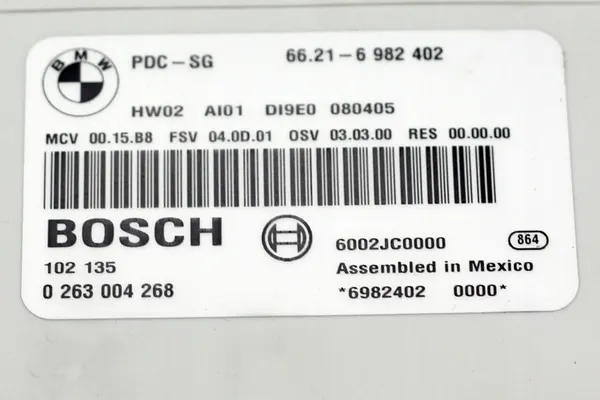 BMW
PDC-SG 66.21-6 982 402
HW02 AI01 DI9E0 080405
MCV 00.15.B8 FSV 04.0D.01 OSV 03.03.00 RES 00.00.00
BOSCH
6002JC0000 864
102 135 Assembled in Mexico
0 263 004 268 *6982402 0000*